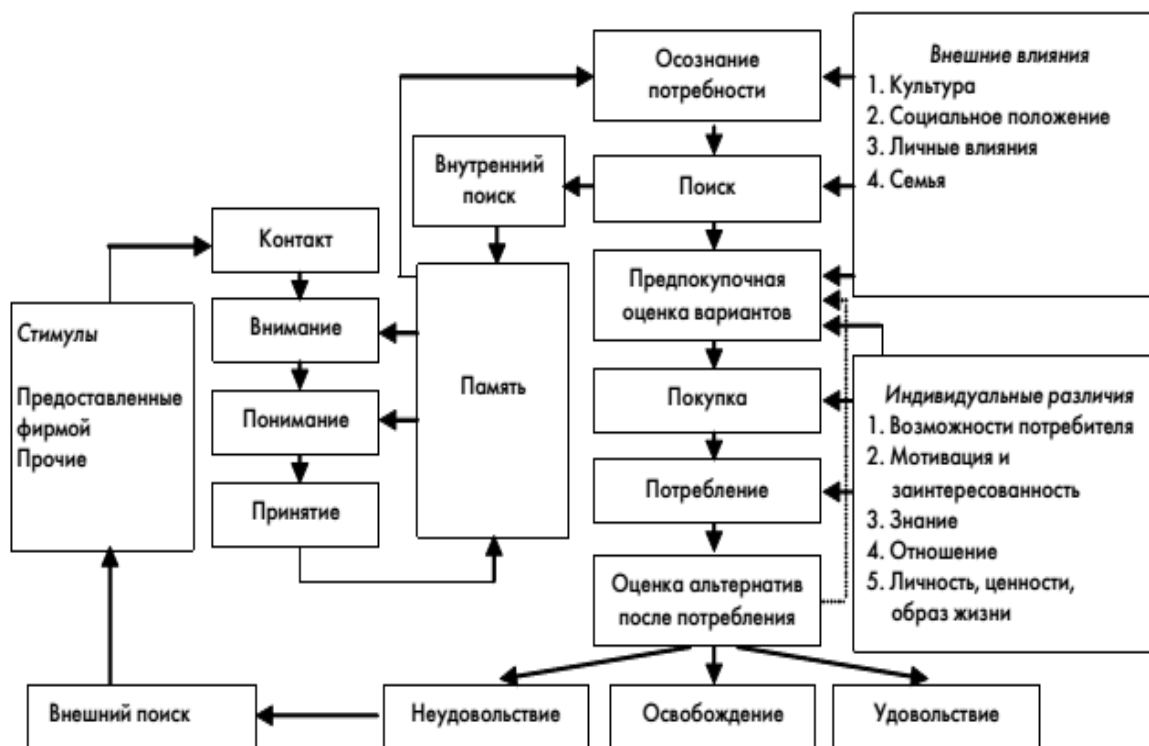 Осознание
потребности
Внешние влияния
1. Культура
2. Социальное положение
3. Личные влияния
4. Семья
Внутренний
поиск
Поиск
Контакт
Предпокупочная
оценка вариантов
Стимулы
Предоставленные
фирмой
Прочие
Внимание
Память
Понимание
Принятие
Покупка
Потребление
Оценка альтернатив
после потребления
Индивидуальные различия
1. Возможности потребителя
2. Мотивация и
заинтересованность
3. Знание
4. Отношение
5. Личность, ценности,
образ жизни
Внешний поиск
Неудовольствие
Освобождение
Удовольствие